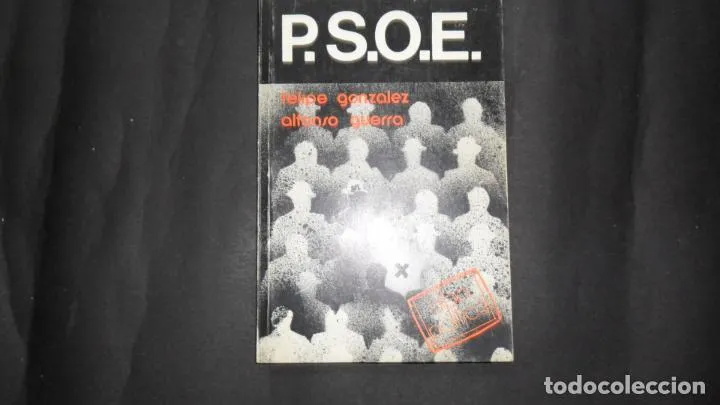 P.S.O.E.
felipe gonzalez
alfonso guerra
x
todocoleccion